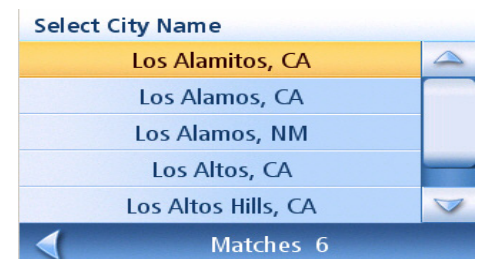 Select City Name
Los Alamitos, CA
Los Alamos, CA
Los Alamos, NM
Los Altos, CA
Los Altos Hills, CA
Matches 6